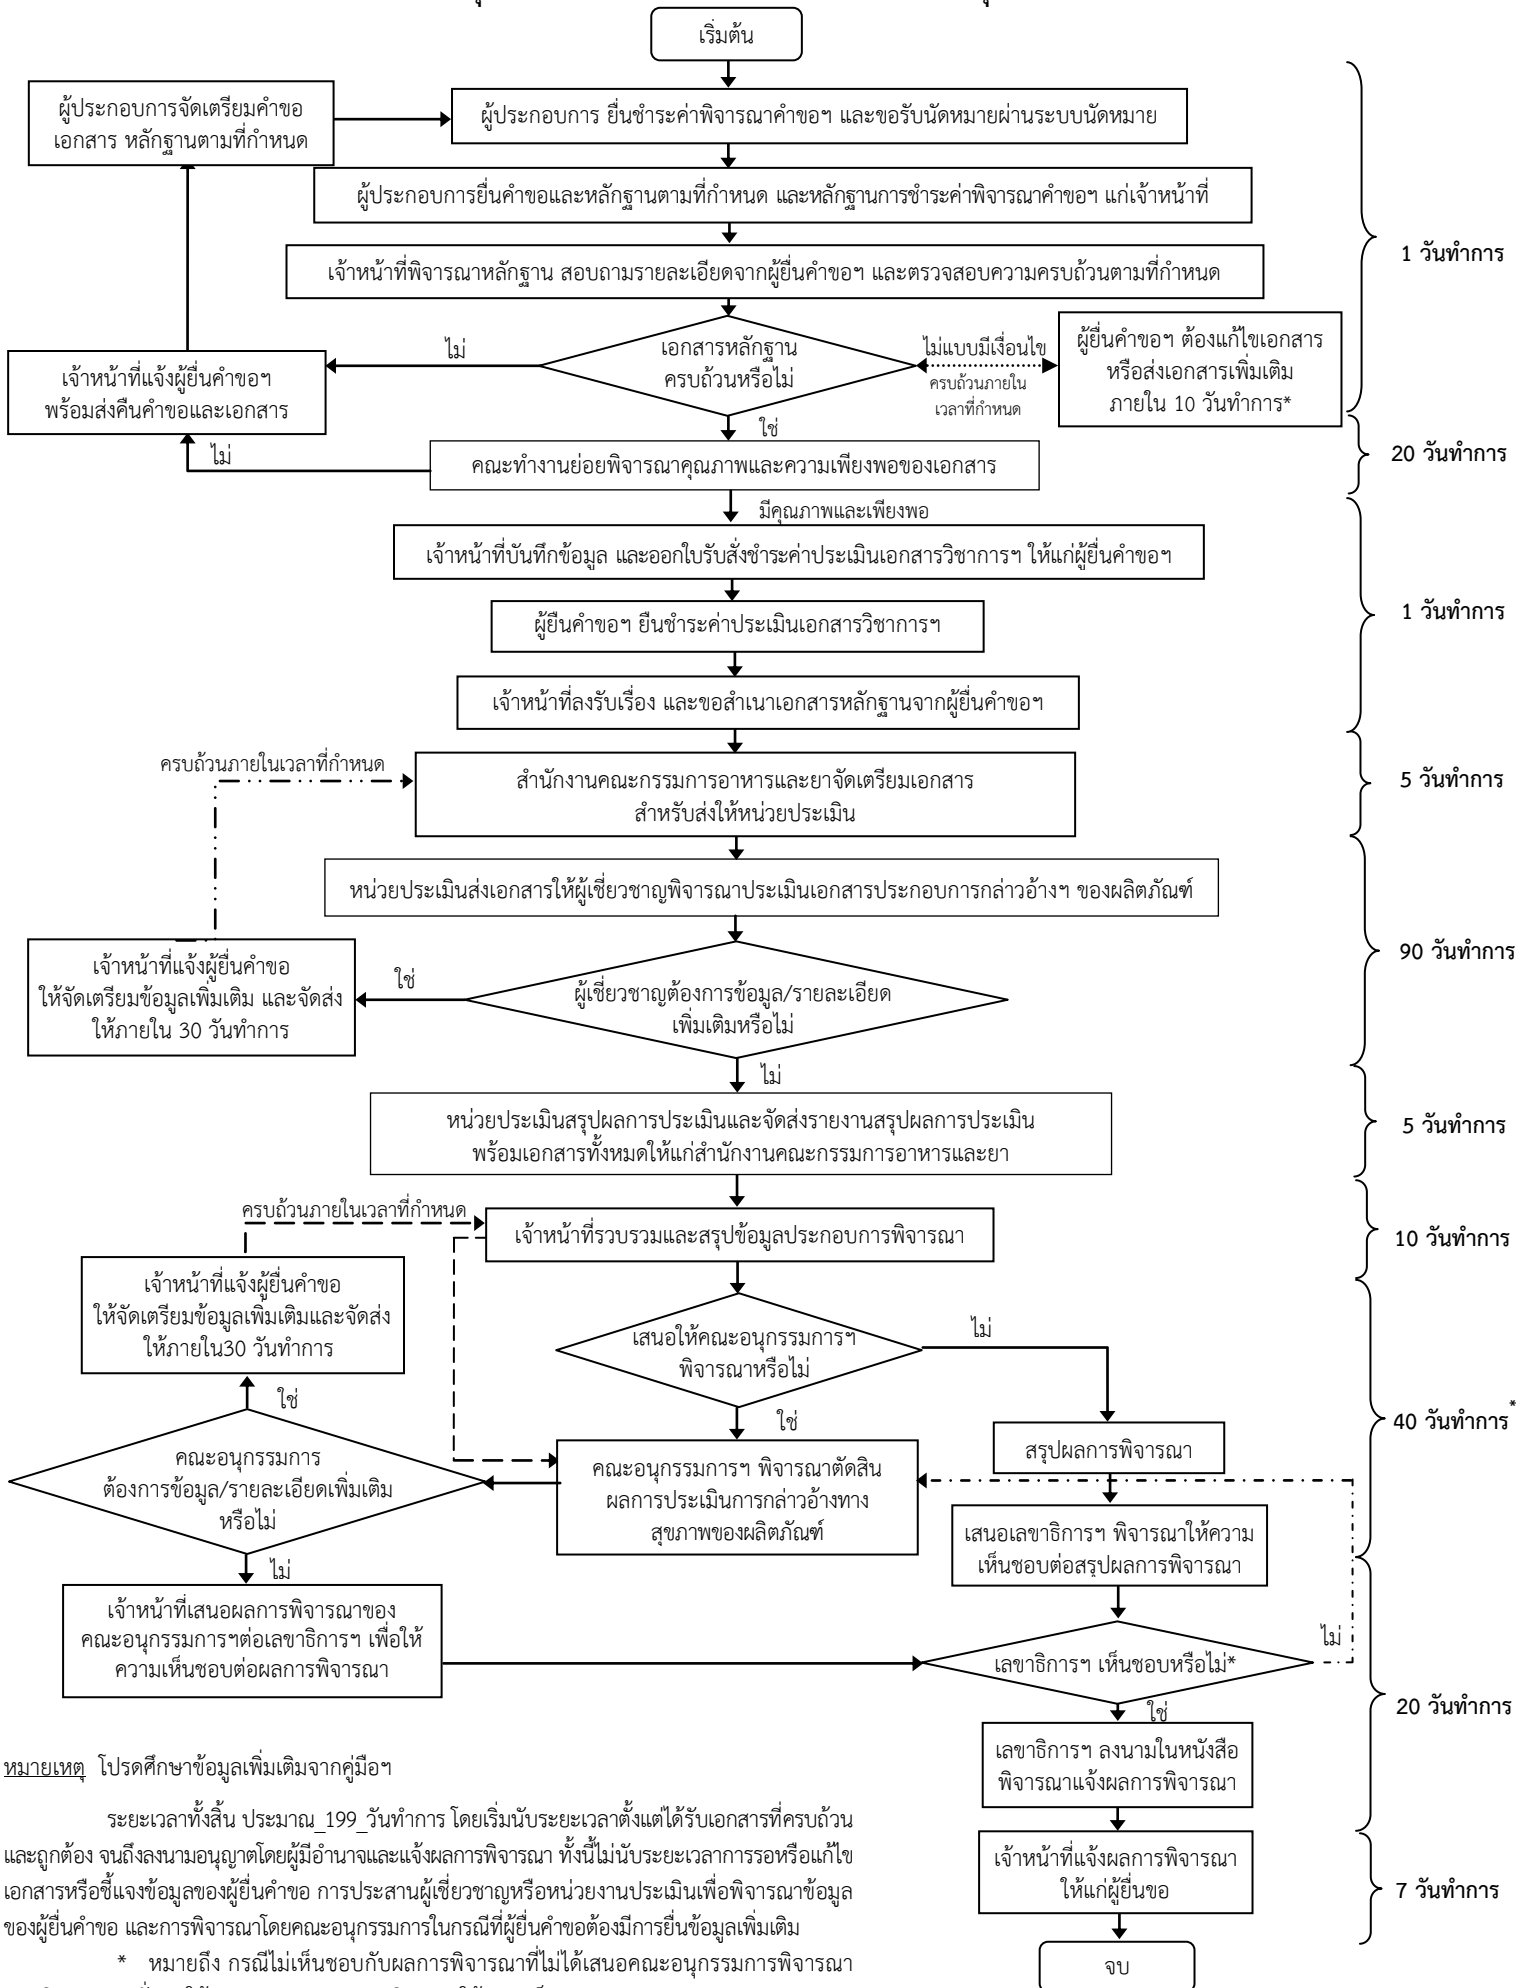 เริ่มต้น
ผู้ประกอบการจัดเตรียมคำขอ
เอกสาร หลักฐานตามที่กำหนด
ผู้ประกอบการ ยื่นชำระค่าพิจารณาคำขอฯ และขอรับนัดหมายผ่านระบบนัดหมาย
ผู้ประกอบการยื่นคำขอและหลักฐานตามที่กำหนด และหลักฐานการชำระค่าพิจารณาคำขอฯ แก่เจ้าหน้าที่
เจ้าหน้าที่พิจารณาหลักฐาน สอบถามรายละเอียดจากผู้ยื่นคำขอฯ และตรวจสอบความครบถ้วนตามที่กำหนด
1 วันทำการ
เอกสารหลักฐาน
ครบถ้วนหรือไม่
ไม่
ไม่แบบมีเงื่อนไข
ครบถ้วนภายใน
เวลาที่กำหนด
ผู้ยื่นคำขอฯ ต้องแก้ไขเอกสาร
หรือส่งเอกสารเพิ่มเติม
ภายใน 10 วันทำการ*
เจ้าหน้าที่แจ้งผู้ยื่นคำขอฯ
พร้อมส่งคืนคำขอและเอกสาร
ใช่
ไม่
คณะทำงานย่อยพิจารณาคุณภาพและความเพียงพอของเอกสาร
20 วันทำการ
มีคุณภาพและเพียงพอ
เจ้าหน้าที่บันทึกข้อมูล และออกใบรับสั่งชำระค่าประเมินเอกสารวิชาการฯ ให้แก่ผู้ยื่นคำขอฯ
ผู้ยืนคำขอฯ ยืนชำระค่าประเมินเอกสารวิชาการฯ
1 วันทำการ
เจ้าหน้าที่ลงรับเรื่อง และขอสำเนาเอกสารหลักฐานจากผู้ยื่นคำขอฯ
ครบถ้วนภายในเวลาที่กำหนด
สำนักงานคณะกรรมการอาหารและยาจัดเตรียมเอกสาร
สำหรับส่งให้หน่วยประเมิน
5 วันทำการ
หน่วยประเมินส่งเอกสารให้ผู้เชี่ยวชาญพิจารณาประเมินเอกสารประกอบการกล่าวอ้างฯ ของผลิตภัณฑ์
90 วันทำการ
เจ้าหน้าที่แจ้งผู้ยื่นคำขอ
ให้จัดเตรียมข้อมูลเพิ่มเติม และจัดส่ง
ให้ภายใน 30 วันทำการ
ใช่
ผู้เชี่ยวชาญต้องการข้อมูล/รายละเอียด
เพิ่มเติมหรือไม่
ไม่
หน่วยประเมินสรุปผลการประเมินและจัดส่งรายงานสรุปผลการประเมิน
พร้อมเอกสารทั้งหมดให้แก่สำนักงานคณะกรรมการอาหารและยา
5 วันทำการ
ครบถ้วนภายในเวลาที่กำหนด
เจ้าหน้าที่รวบรวมและสรุปข้อมูลประกอบการพิจารณา
10 วันทำการ
เจ้าหน้าที่แจ้งผู้ยื่นคำขอ
ให้จัดเตรียมข้อมูลเพิ่มเติมและจัดส่ง
ให้ภายใน30 วันทำการ
เสนอให้คณะอนุกรรมการฯ
พิจารณาหรือไม่
ไม่
ใช่
ใช่
40 วันทำการ*
สรุปผลการพิจารณา
คณะอนุกรรมการ
ต้องการข้อมูล/รายละเอียดเพิ่มเติม
หรือไม่
คณะอนุกรรมการฯ พิจารณาตัดสิน
ผลการประเมินการกล่าวอ้างทาง
สุขภาพของผลิตภัณฑ์
เสนอเลขาธิการฯ พิจารณาให้ความ
เห็นชอบต่อสรุปผลการพิจารณา
ไม่
เจ้าหน้าที่เสนอผลการพิจารณาของ
คณะอนุกรรมการฯต่อเลขาธิการฯ เพื่อให้
ความเห็นชอบต่อผลการพิจารณา
เลขาธิการฯ เห็นชอบหรือไม่*
ไม่
ใช่
20 วันทำการ
เลขาธิการฯ ลงนามในหนังสือ
พิจารณาแจ้งผลการพิจารณา
เจ้าหน้าที่แจ้งผลการพิจารณา
ให้แก่ผู้ยื่นขอ
7 วันทำการ
จบ
หมายเหตุ โปรดศึกษาข้อมูลเพิ่มเติมจากคู่มือฯ
ระยะเวลาทั้งสิ้น ประมาณ_199_วันทำการ โดยเริ่มนับระยะเวลาตั้งแต่ได้รับเอกสารที่ครบถ้วน
และถูกต้อง จนถึงลงนามอนุญาตโดยผู้มีอำนาจและแจ้งผลการพิจารณา ทั้งนี้ไม่นับระยะเวลาการรอหรือแก้ไข
เอกสารหรือชี้แจงข้อมูลของผู้ยื่นคำขอ การประสานผู้เชี่ยวชาญหรือหน่วยงานประเมินเพื่อพิจารณาข้อมูล
ของผู้ยื่นคำขอ และการพิจารณาโดยคณะอนุกรรมการในกรณีที่ผู้ยื่นคำขอต้องมีการยื่นข้อมูลเพิ่มเติม
* หมายถึง กรณีไม่เห็นชอบกับผลการพิจารณาที่ไม่ได้เสนอคณะอนุกรรมการพิจารณา